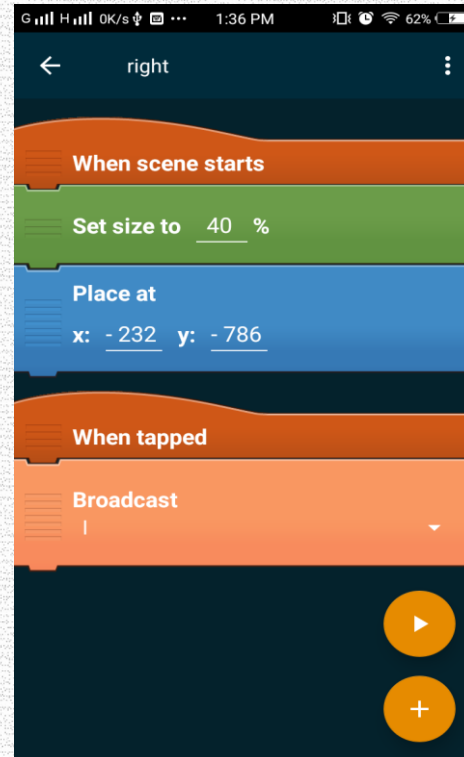 G H 0K/s ... 1:36 PM 62%
right
When scene starts
Set size to 40 %
Place at
x: - 232 y: - 786
When tapped
Broadcast
l